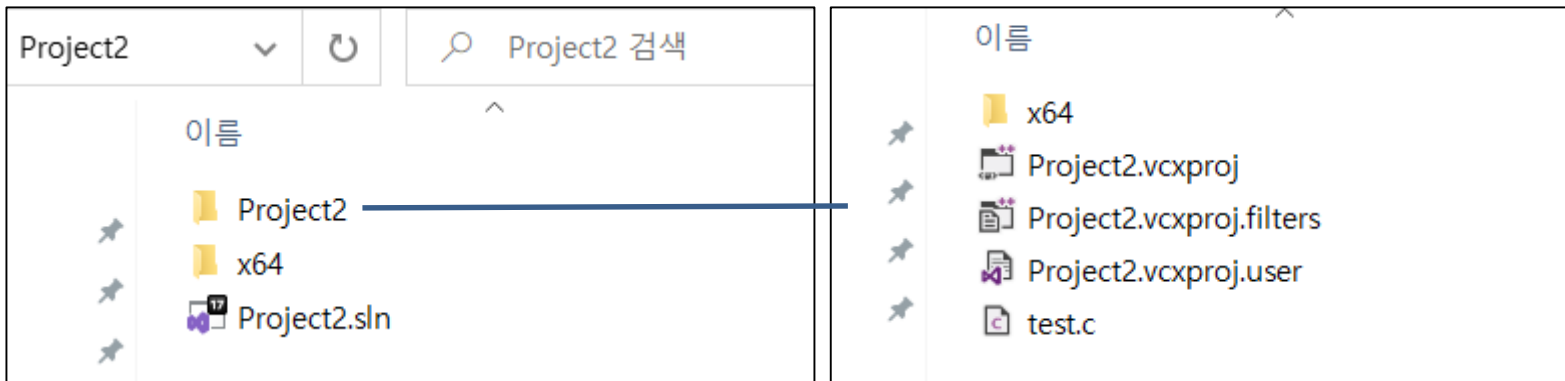 Project2
Project2 검색
이름
Project2
x64
17
Project2.sln
이름
x64
Project2.vcxproj
Project2.vcxproj.filters
Project2.vcxproj.user
c
test.c